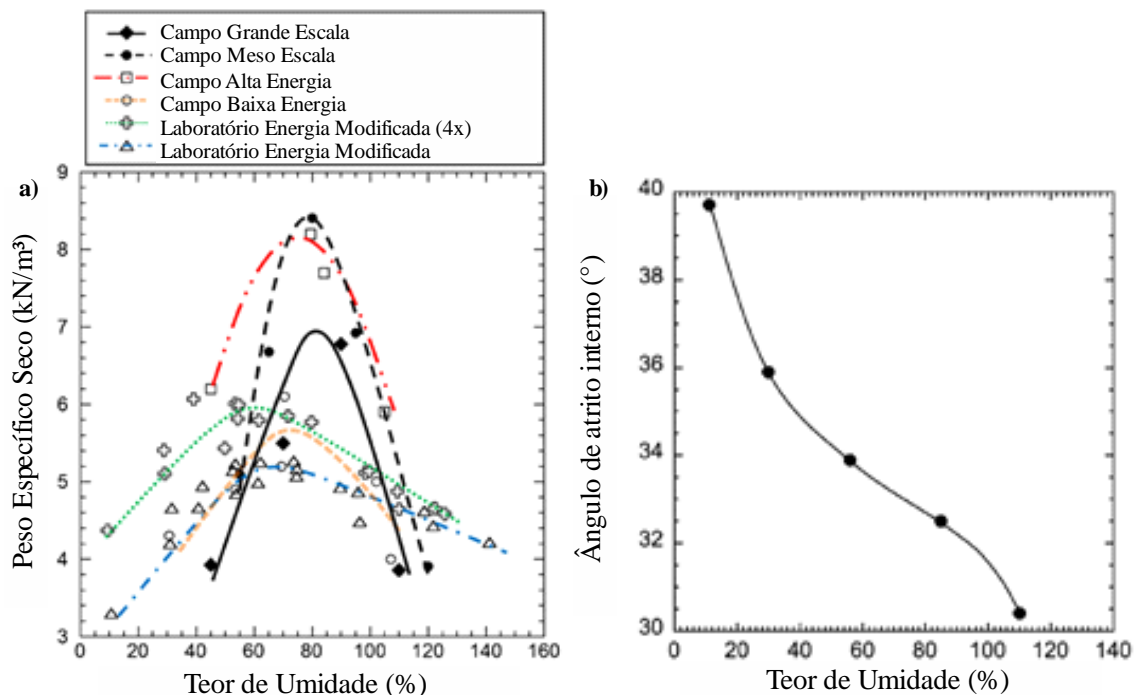 Campo Grande Escala
Campo Meso Escala
Campo Alta Energia
Campo Baixa Energia
Laboratório Energia Modificada (4x)
Laboratório Energia Modificada
a)
9
8
7
6
5
4
3
Peso Específico Seco (kN/m³)
0 20 40 60 80 100 120 140 160
Teor de Umidade (%)
b)
40
38
36
34
32
30
Ângulo de atrito interno (°)
0 20 40 60 80 100 120 140
Teor de Umidade (%)